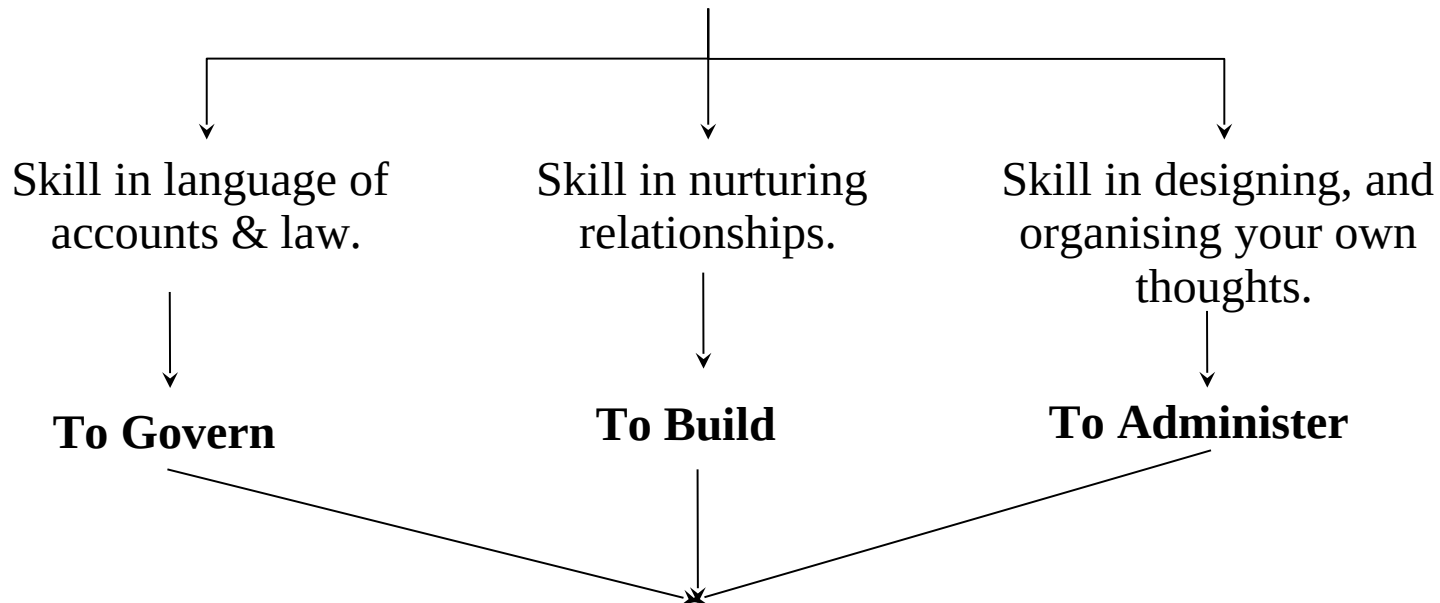 Skill in language of
accounts & law.
Skill in nurturing
relationships.
Skill in designing, and
organising your own
thoughts.
To Govern
To Build
To Administer